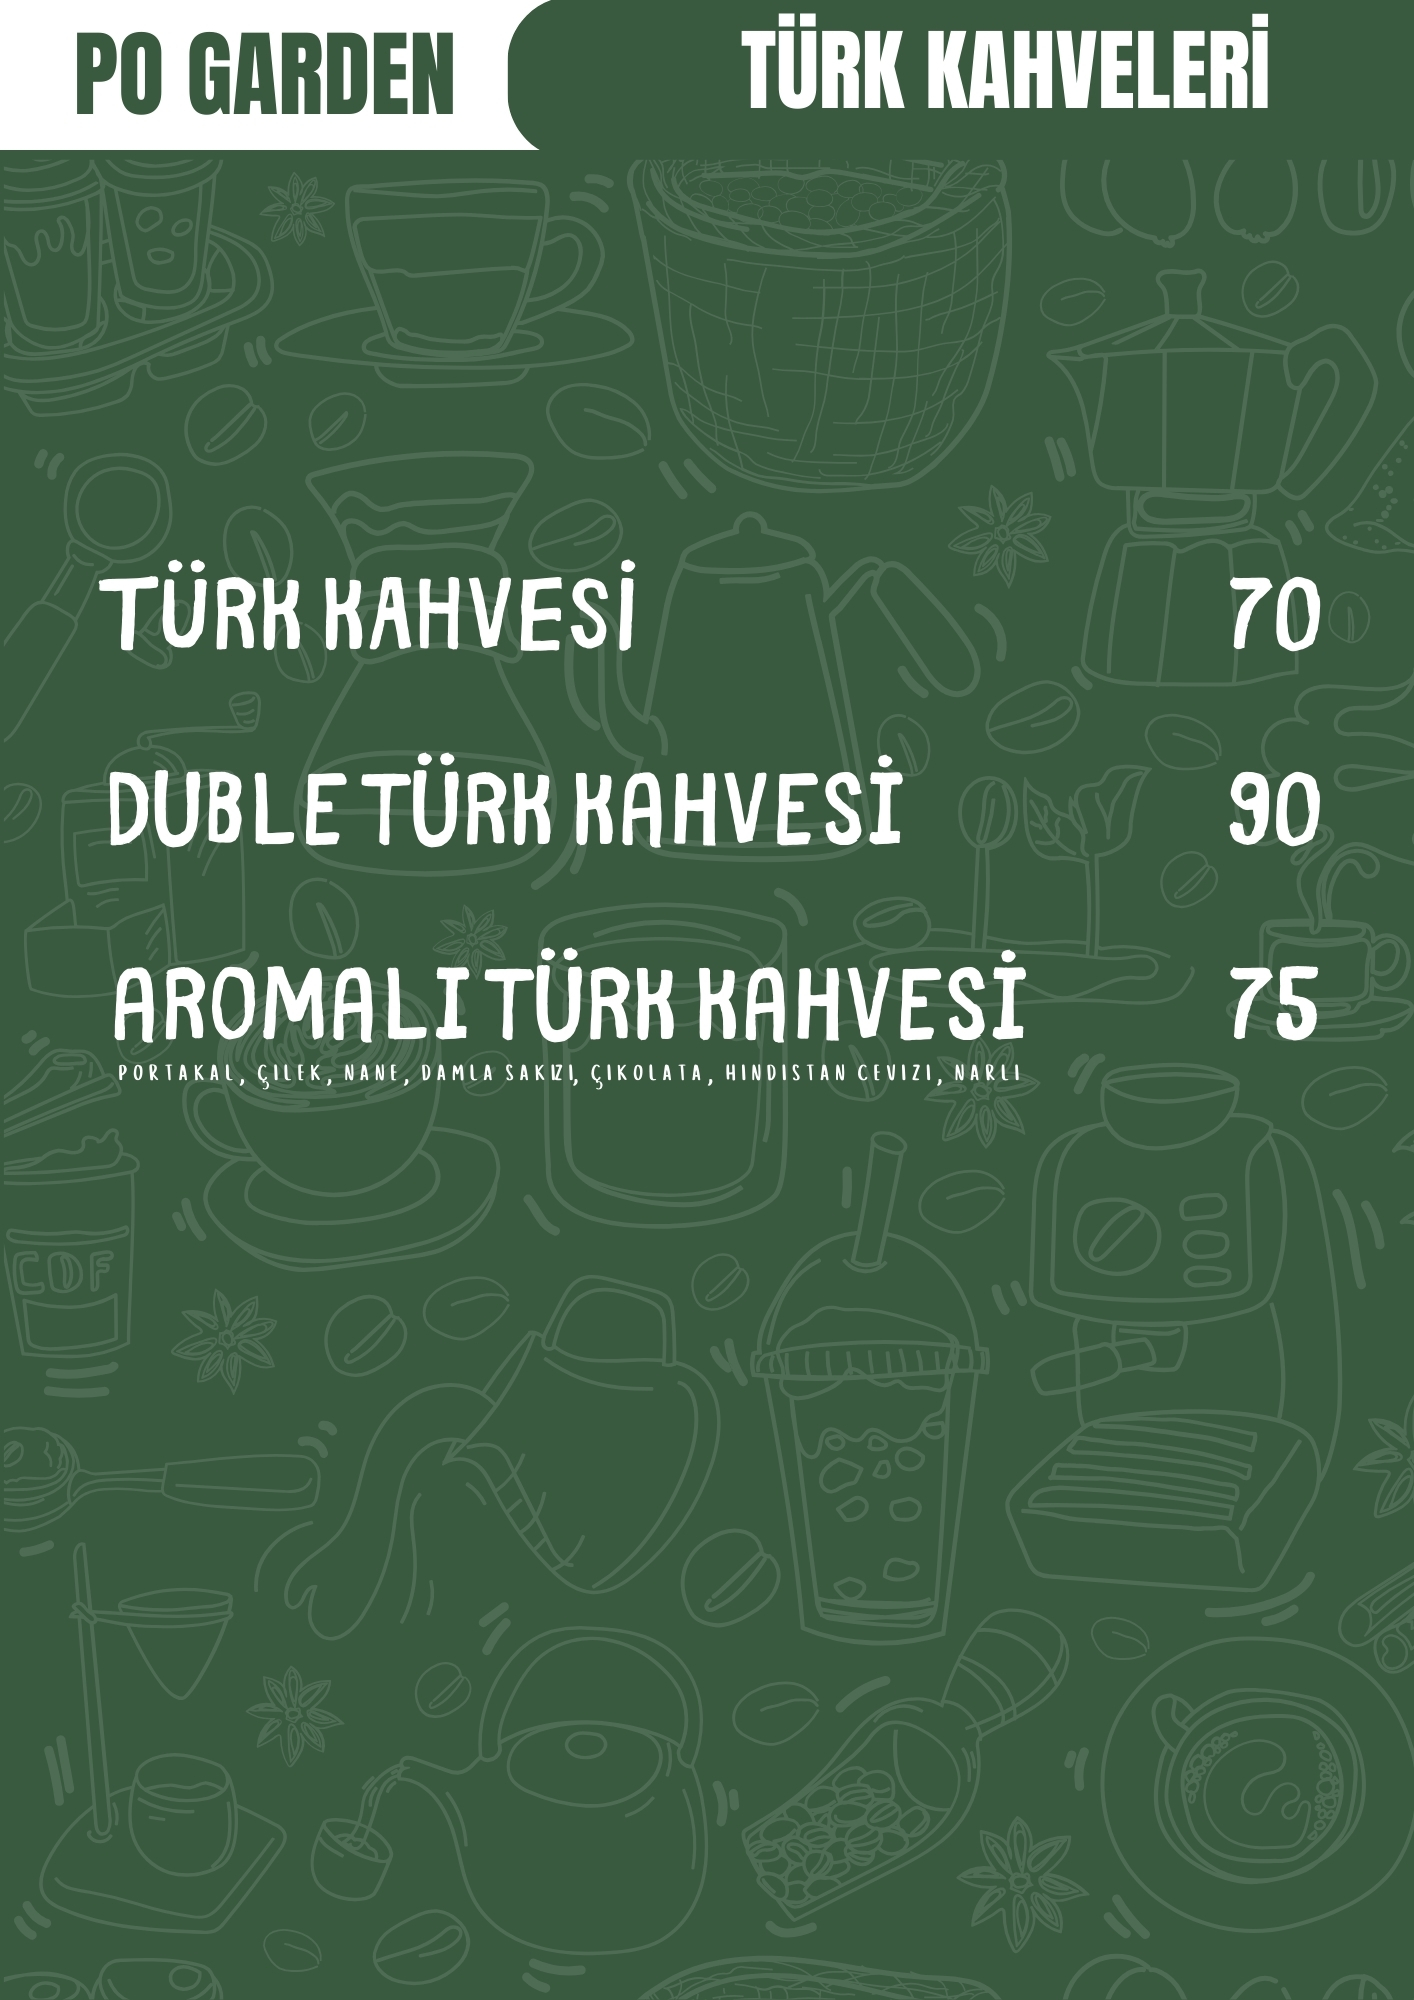 PO GARDEN
TÜRK KAHVELERİ
TÜRK KAHVESİ 70
DUBLE TÜRK KAHVESİ 90
AROMALI TÜRK KAHVESİ 75
PORTAKAL, ÇILEK, NANE, DAMLA SAKIZI, ÇIKOLATA, HINDISTAN CEVIZI, NARLI
COF